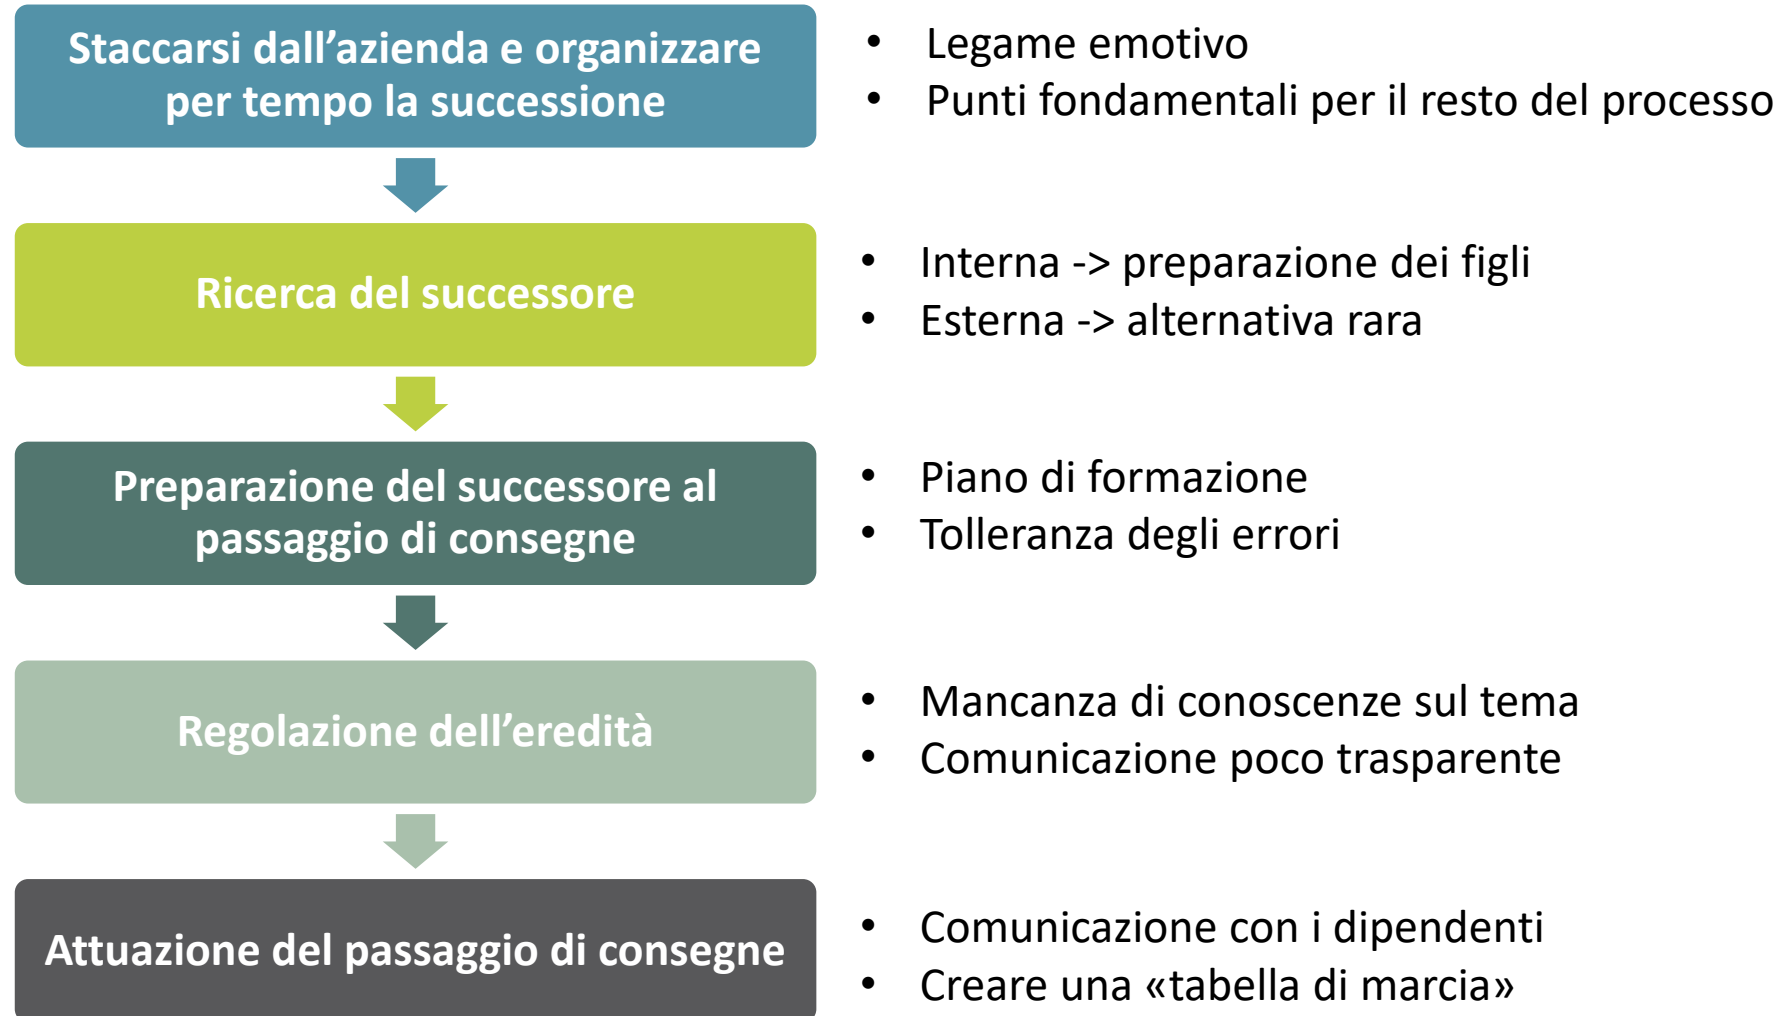 Staccarsi dall’azienda e organizzare
per tempo la successione
• Legame emotivo
• Punti fondamentali per il resto del processo
Ricerca del successore
• Interna -> preparazione dei figli
• Esterna -> alternativa rara
Preparazione del successore al
passaggio di consegne
• Piano di formazione
• Tolleranza degli errori
Regolazione dell’eredità
• Mancanza di conoscenze sul tema
• Comunicazione poco trasparente
Attuazione del passaggio di consegne
• Comunicazione con i dipendenti
• Creare una «tabella di marcia»